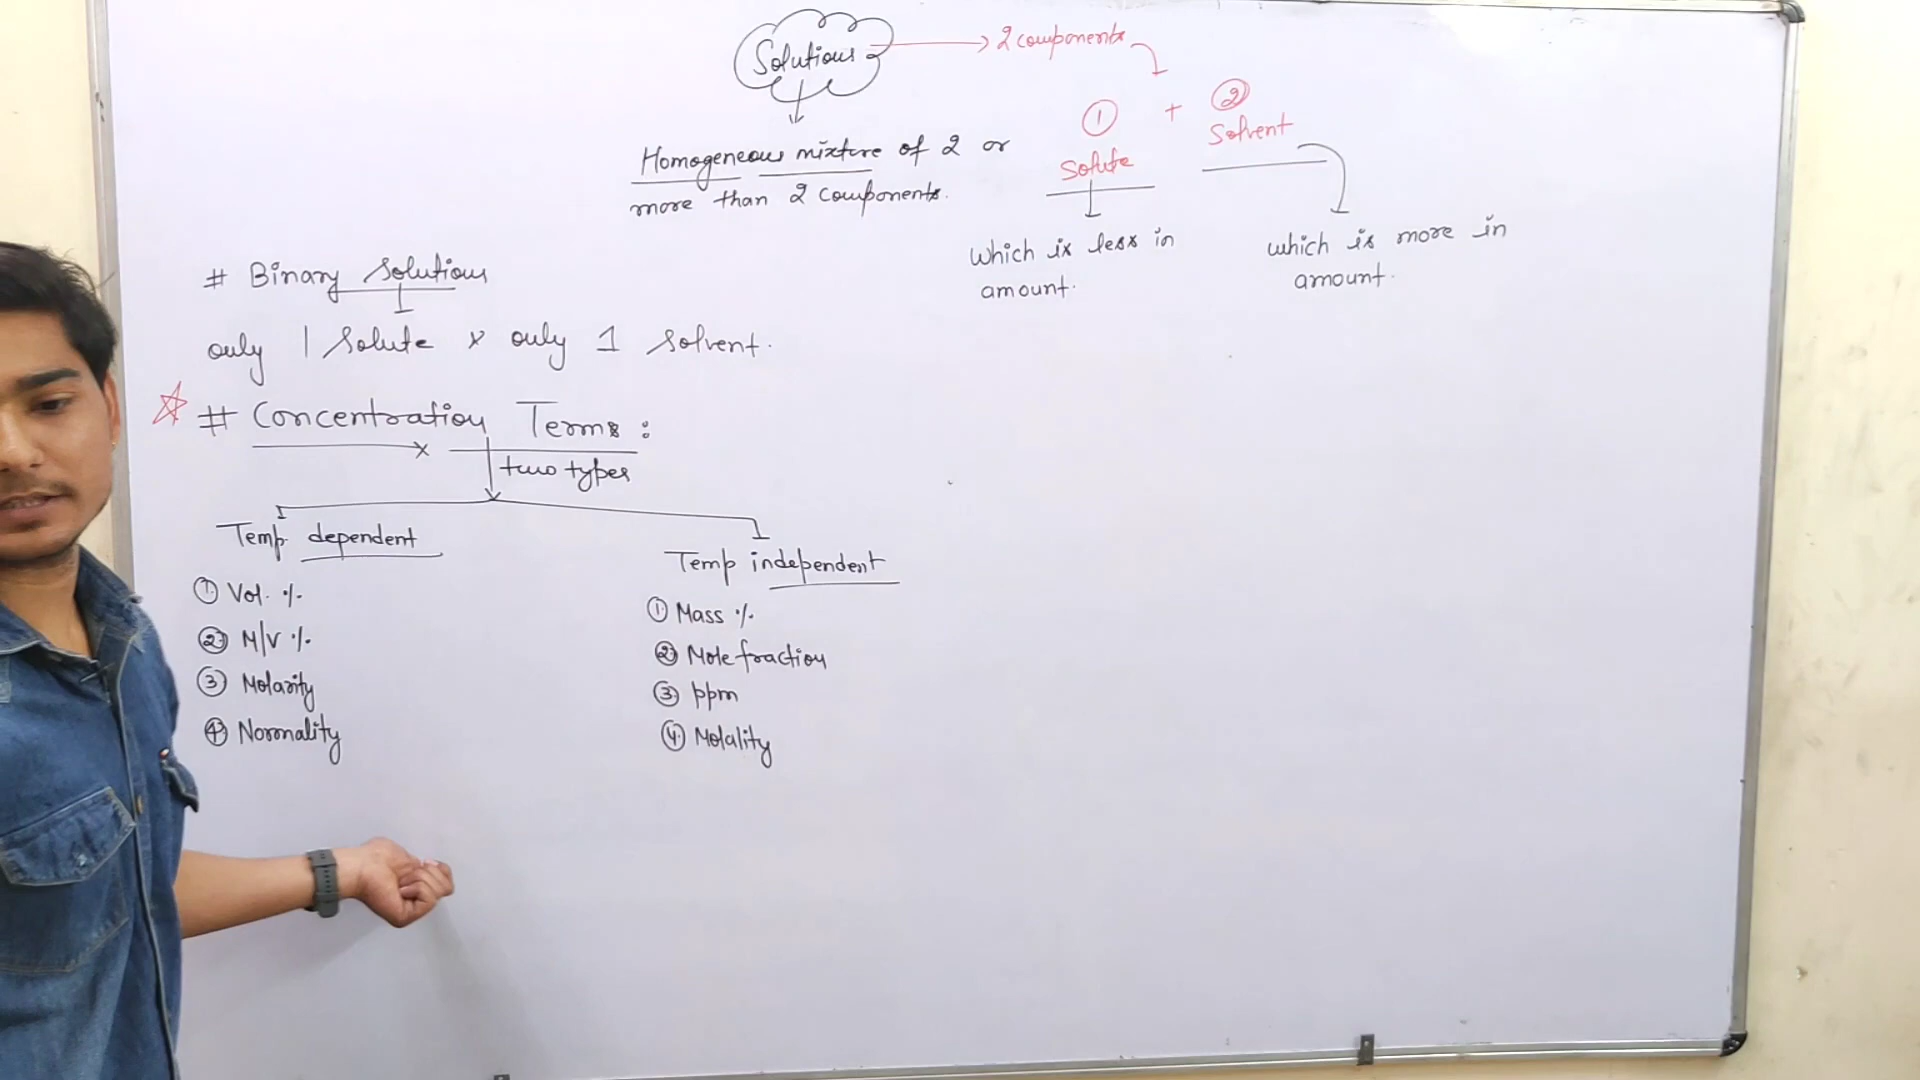 Solutions → 2 components
① + ②
Solute Solvent
Homogeneous mixture of 2 or
more than 2 components.
which is less in
amount.
which is more in
amount.
# Binary Solutions
only 1 Solute & only 1 Solvent.
# Concentration Terms:
two types
Temp. dependent
① Vol. %
② M/V %
③ Molarity
④ Normality
Temp independent
① Mass %
② Mole fraction
③ ppm
④ Molality